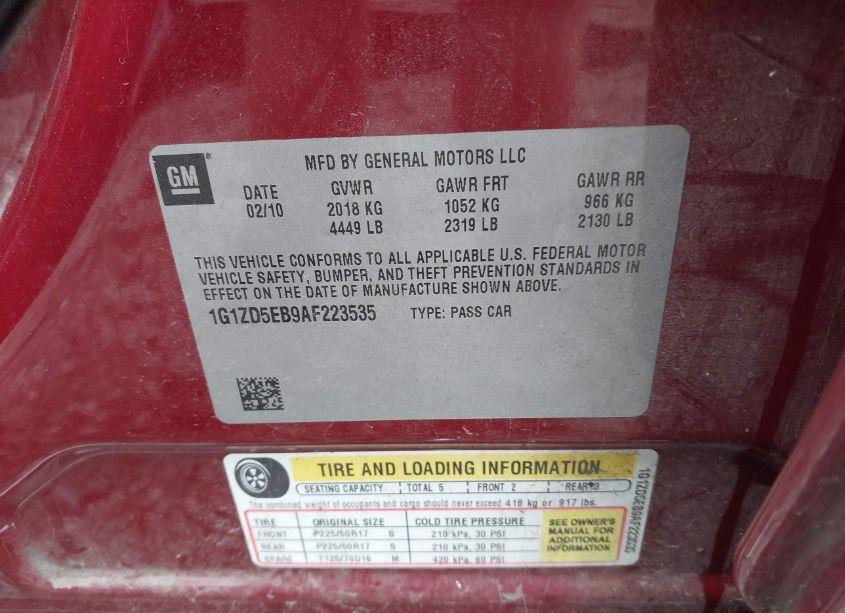 GM
MFD BY GENERAL MOTORS LLC
DATE GVWR GAWR FRT GAWR RR
02/10 2018 KG 1052 KG 966 KG
4449 LB 2319 LB 2130 LB
THIS VEHICLE CONFORMS TO ALL APPLICABLE U.S. FEDERAL MOTOR
VEHICLE SAFETY, BUMPER, AND THEFT PREVENTION STANDARDS IN
EFFECT ON THE DATE OF MANUFACTURE SHOWN ABOVE.
1G1ZD5EB9AF223535 TYPE: PASS CAR
TIRE AND LOADING INFORMATION
SEATING CAPACITY TOTAL 5 FRONT 2 REAR 3
The combined weight of occupants and cargo should never exceed 418 kg or 917 lbs.
TIRE ORIGINAL SIZE COLD TIRE PRESSURE
FRONT P225/50R17 S 210 kPa, 30 PSI
REAR P225/50R17 S 210 kPa, 30 PSI
SPARE T125/70D16 M 420 kPa, 60 PSI
SEE OWNER'S
MANUAL FOR
ADDITIONAL
INFORMATION